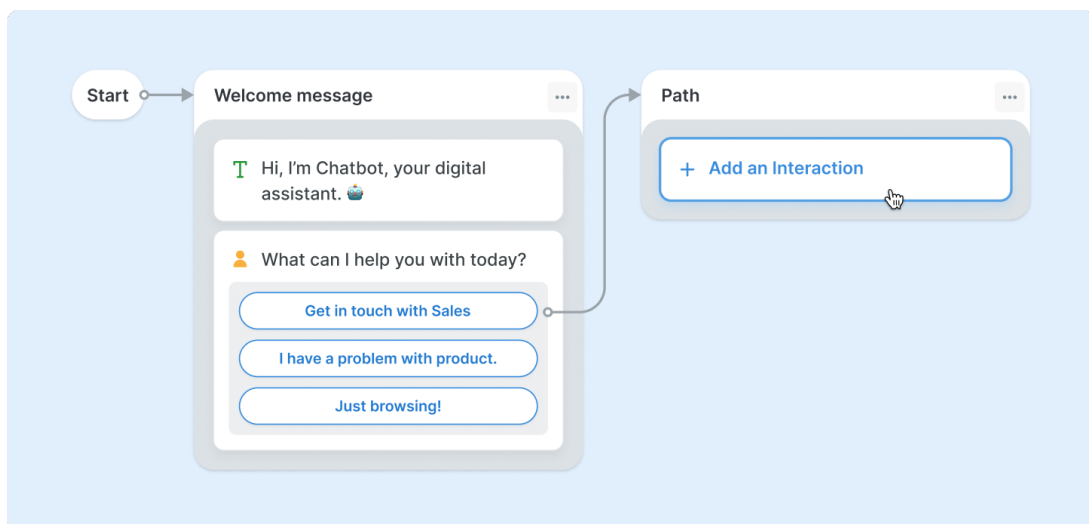 Start
Welcome message
Path
Hi, I’m Chatbot, your digital
assistant. 🤖
+ Add an Interaction
What can I help you with today?
Get in touch with Sales
I have a problem with product.
Just browsing!